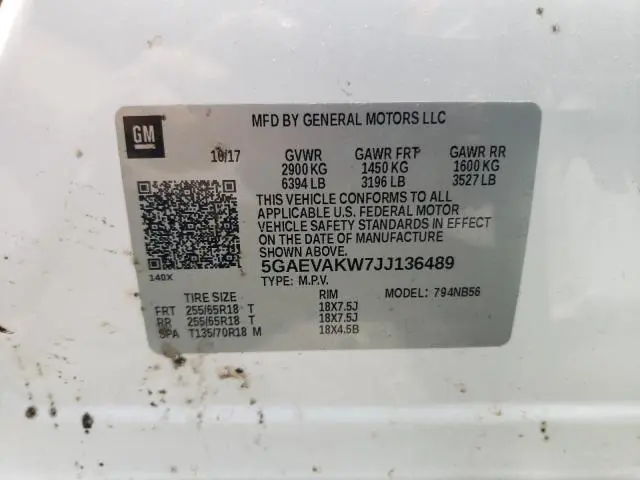 MFD BY GENERAL MOTORS LLC
GM
10/17 GVWR GAWR FRT GAWR RR
2900 KG 1450 KG 1600 KG
6394 LB 3196 LB 3527 LB
THIS VEHICLE CONFORMS TO ALL
APPLICABLE U.S. FEDERAL MOTOR
VEHICLE SAFETY STANDARDS IN EFFECT
ON THE DATE OF MANUFACTURE
SHOWN ABOVE.
5GAEVAKW7JJ136489
140X
TYPE: M.P.V.
TIRE SIZE RIM MODEL: 794NB56
FRT 255/65R18 T 18X7.5J
RR 255/65R18 T 18X7.5J
SPA T135/70R18 M 18X4.5B